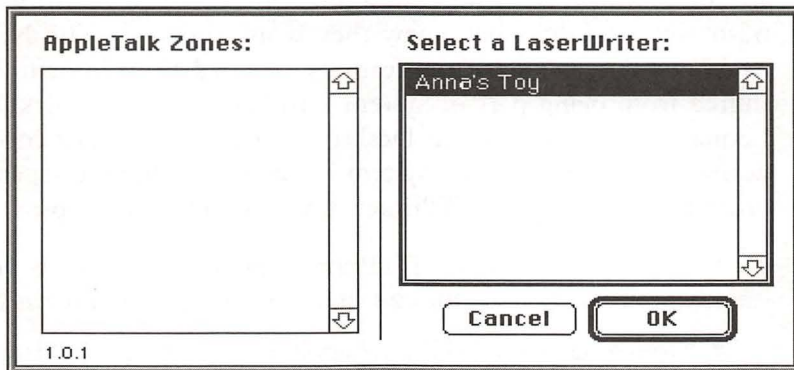 AppleTalk Zones:
Select a LaserWriter:
Anna's Toy
Cancel
OK
1.0.1